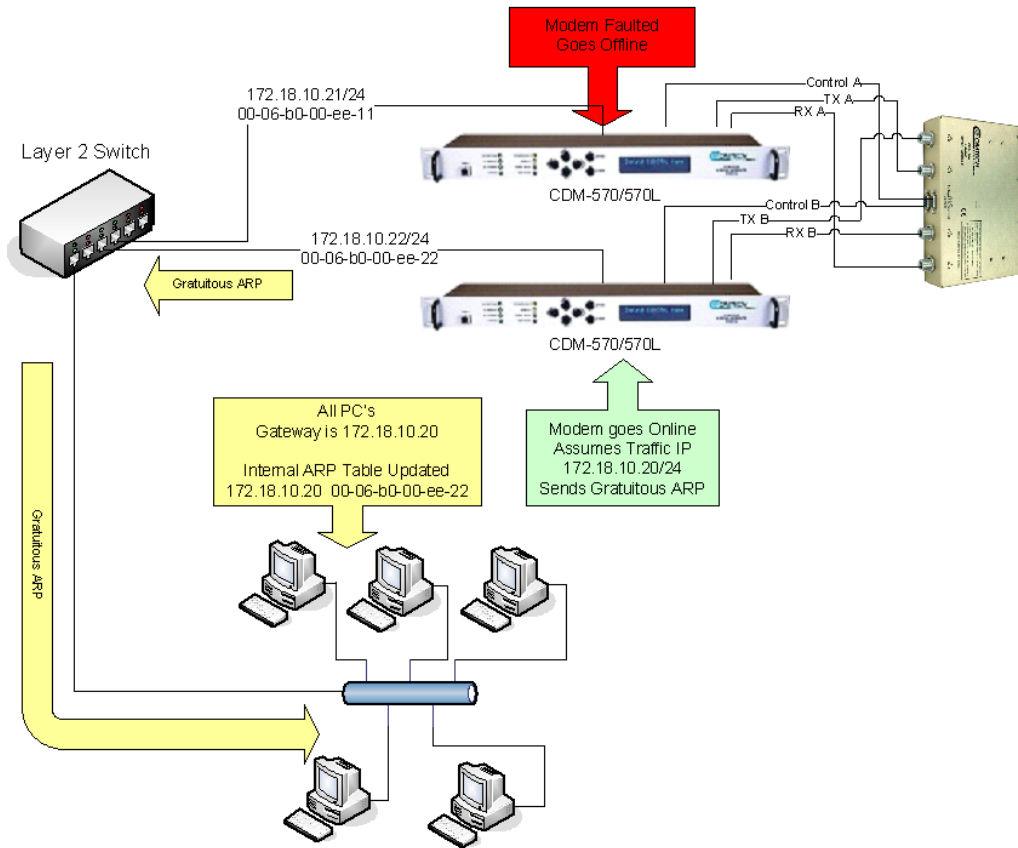 Modem Faulted
Goes Offline
Control A
TX A
RX A
172.18.10.21/24
00-06-b0-00-ee-11
Layer 2 Switch
CDM-570/570L
Control B
TX B
RX B
172.18.10.22/24
00-06-b0-00-ee-22
Gratuitous ARP
CDM-570/570L
All PC's
Gateway is 172.18.10.20
Internal ARP Table Updated
172.18.10.20 00-06-b0-00-ee-22
Modem goes Online
Assumes Traffic IP
172.18.10.20/24
Sends Gratuitous ARP
Gratuitous ARP